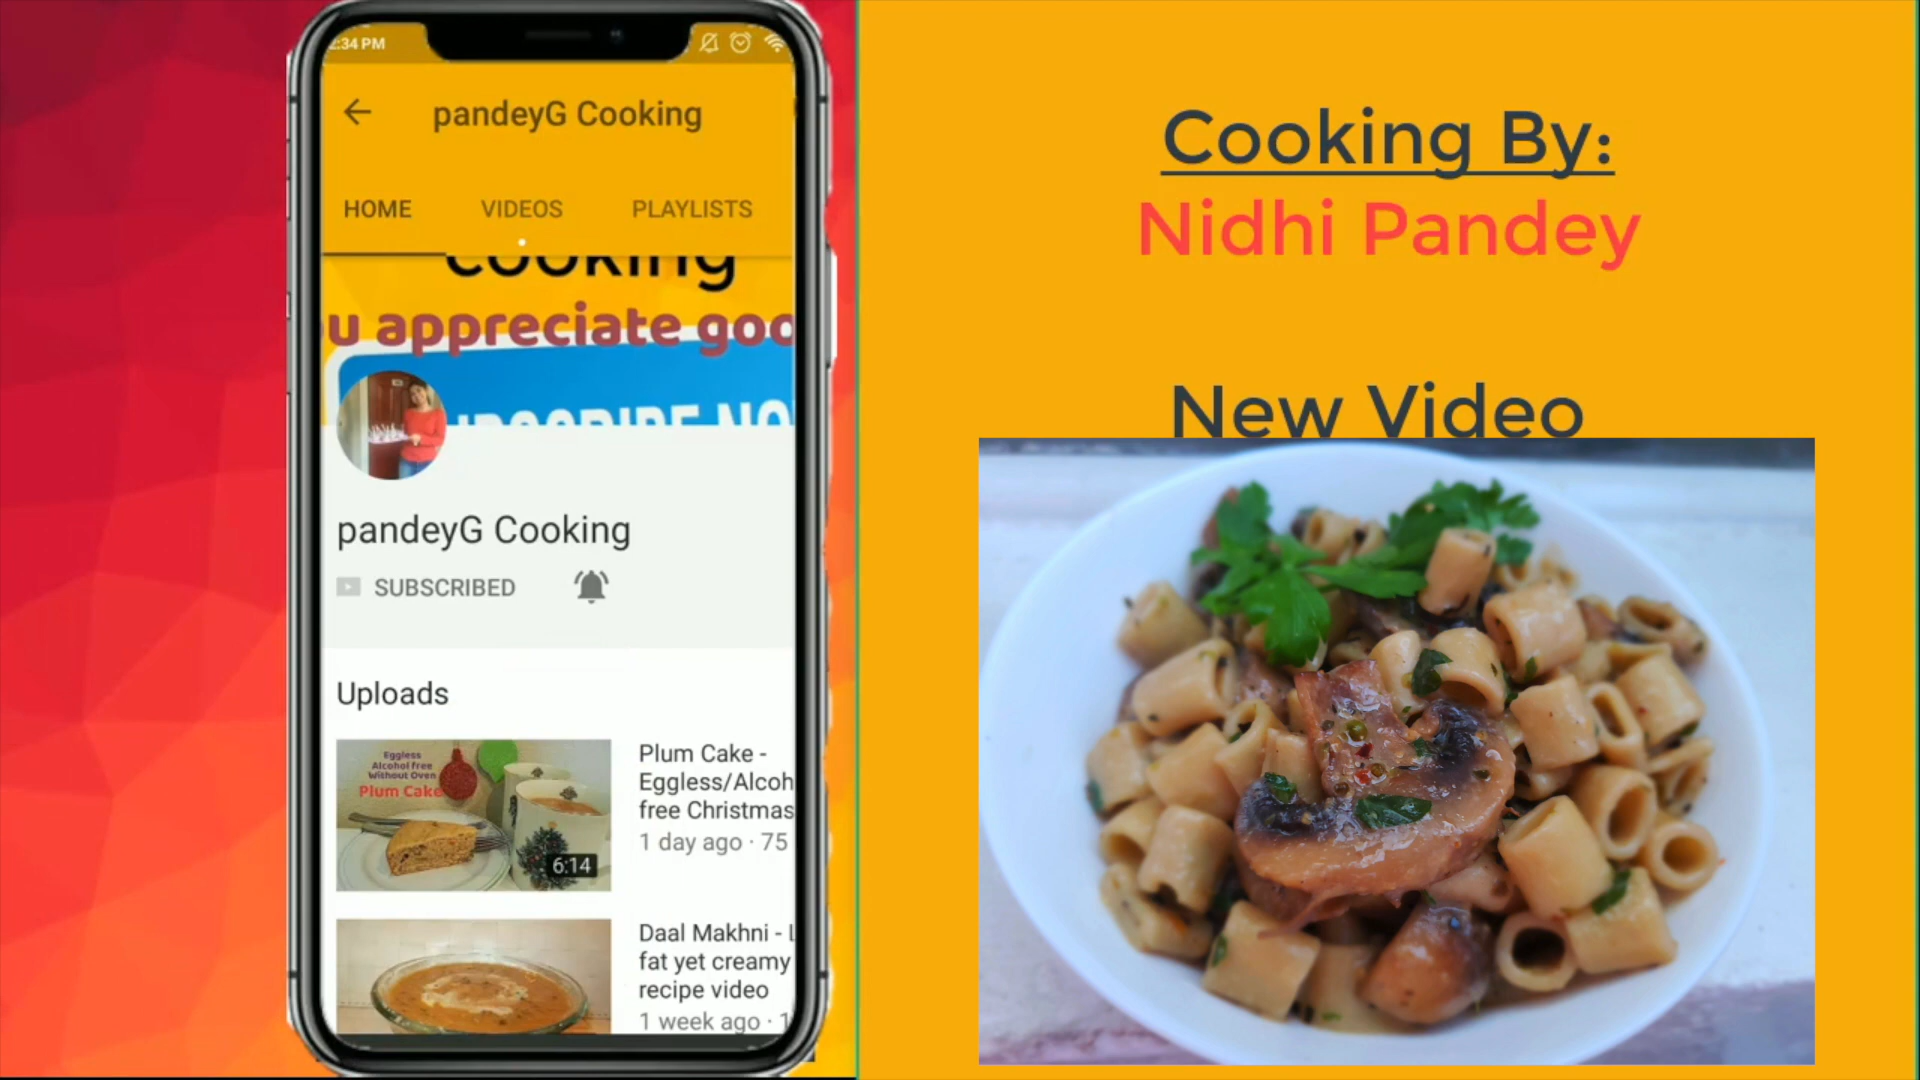 :34 PM
pandeyG Cooking
HOME VIDEOS PLAYLISTS
cooking
u appreciate goo
pandeyG Cooking
SUBSCRIBED
Uploads
Eggless
Alcohol free
Without Oven
Plum Cake
6:14
Plum Cake -
Eggless/Alcoh
free Christmas
1 day ago · 75
Daal Makhni - L
fat yet creamy
recipe video
1 week ago · 1
Cooking By:
Nidhi Pandey
New Video